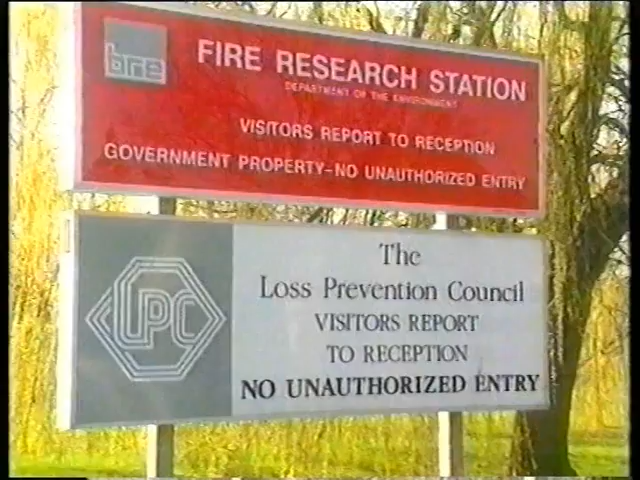 bre
FIRE RESEARCH STATION
DEPARTMENT OF THE ENVIRONMENT
VISITORS REPORT TO RECEPTION
GOVERNMENT PROPERTY-NO UNAUTHORIZED ENTRY
LPC
The
Loss Prevention Council
VISITORS REPORT
TO RECEPTION
NO UNAUTHORIZED ENTRY